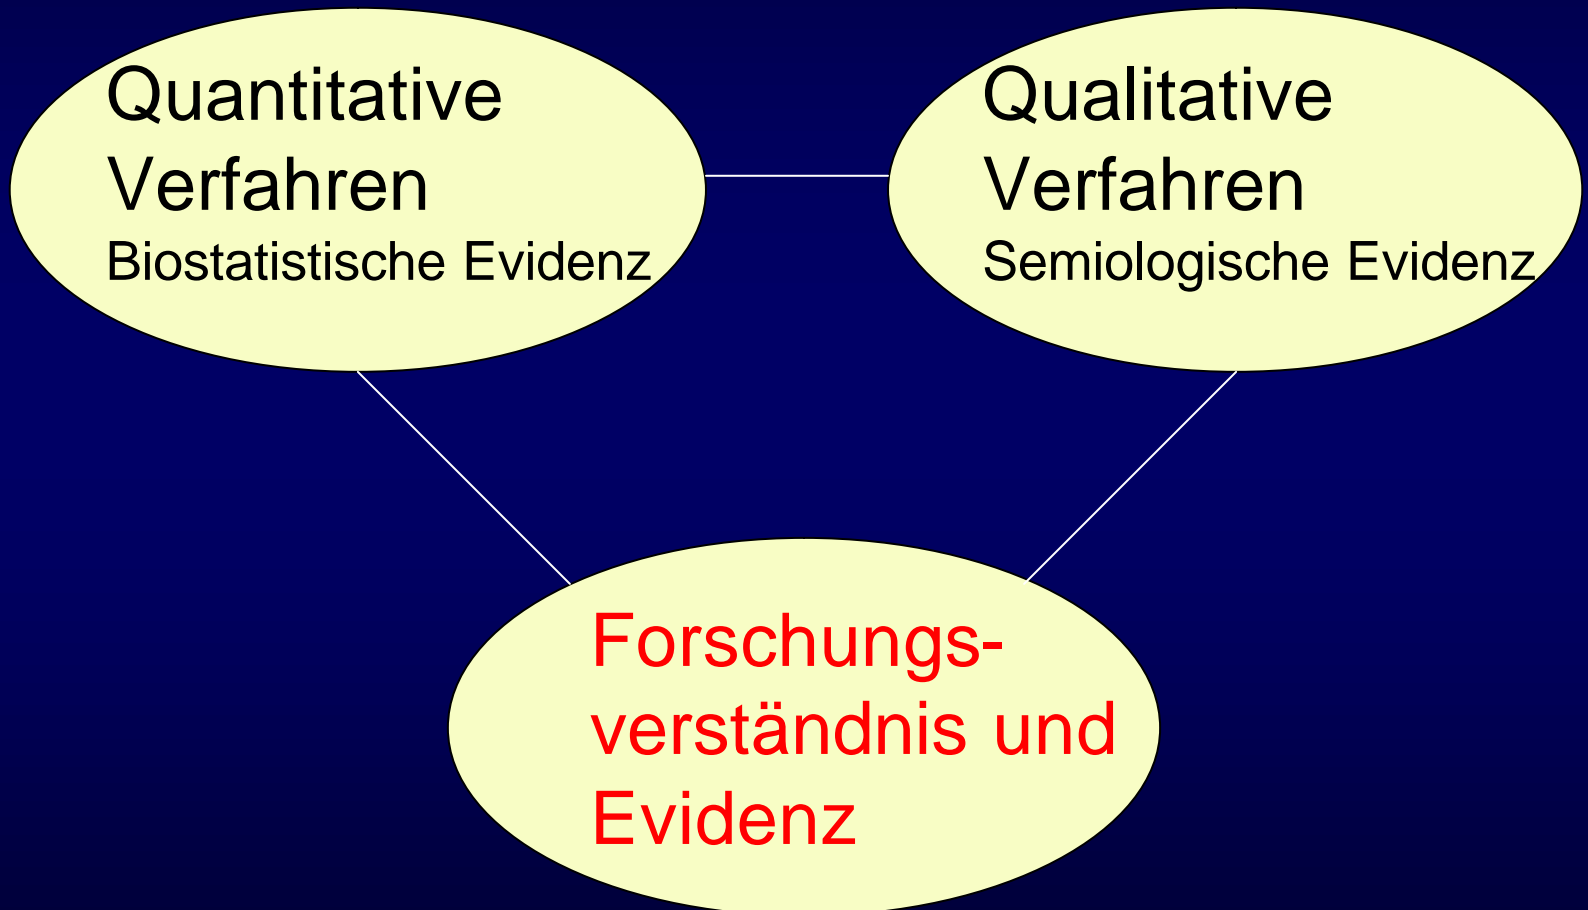 Quantitative
Verfahren
Biostatistische Evidenz
Qualitative
Verfahren
Semiologische Evidenz
Forschungs-
verständnis und
Evidenz